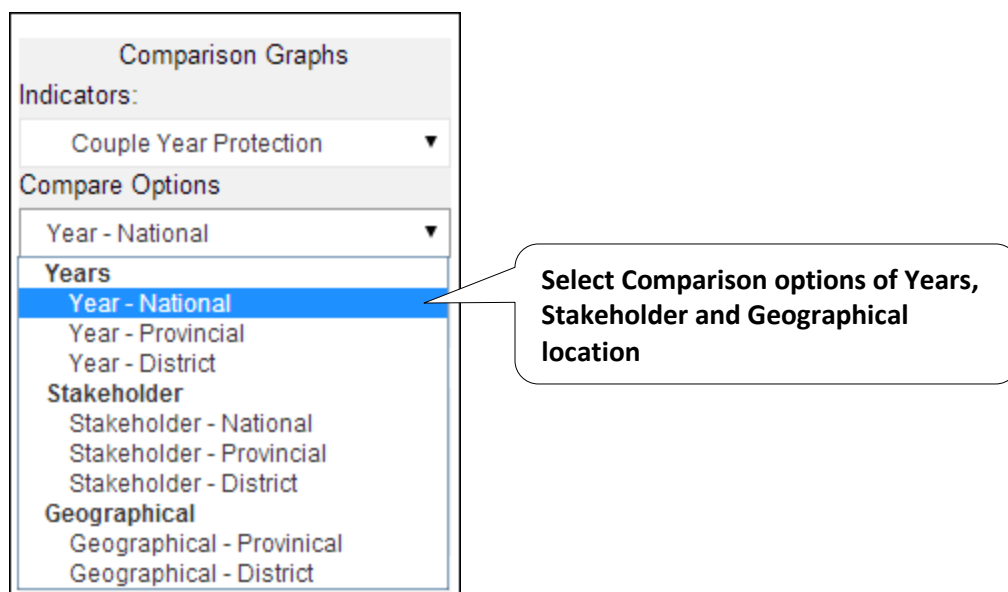 Comparison Graphs
Indicators:
Couple Year Protection
Compare Options
Year - National
Years
Year - National
Year - Provincial
Year - District
Stakeholder
Stakeholder - National
Stakeholder - Provincial
Stakeholder - District
Geographical
Geographical - Provinical
Geographical - District
Select Comparison options of Years,
Stakeholder and Geographical
location